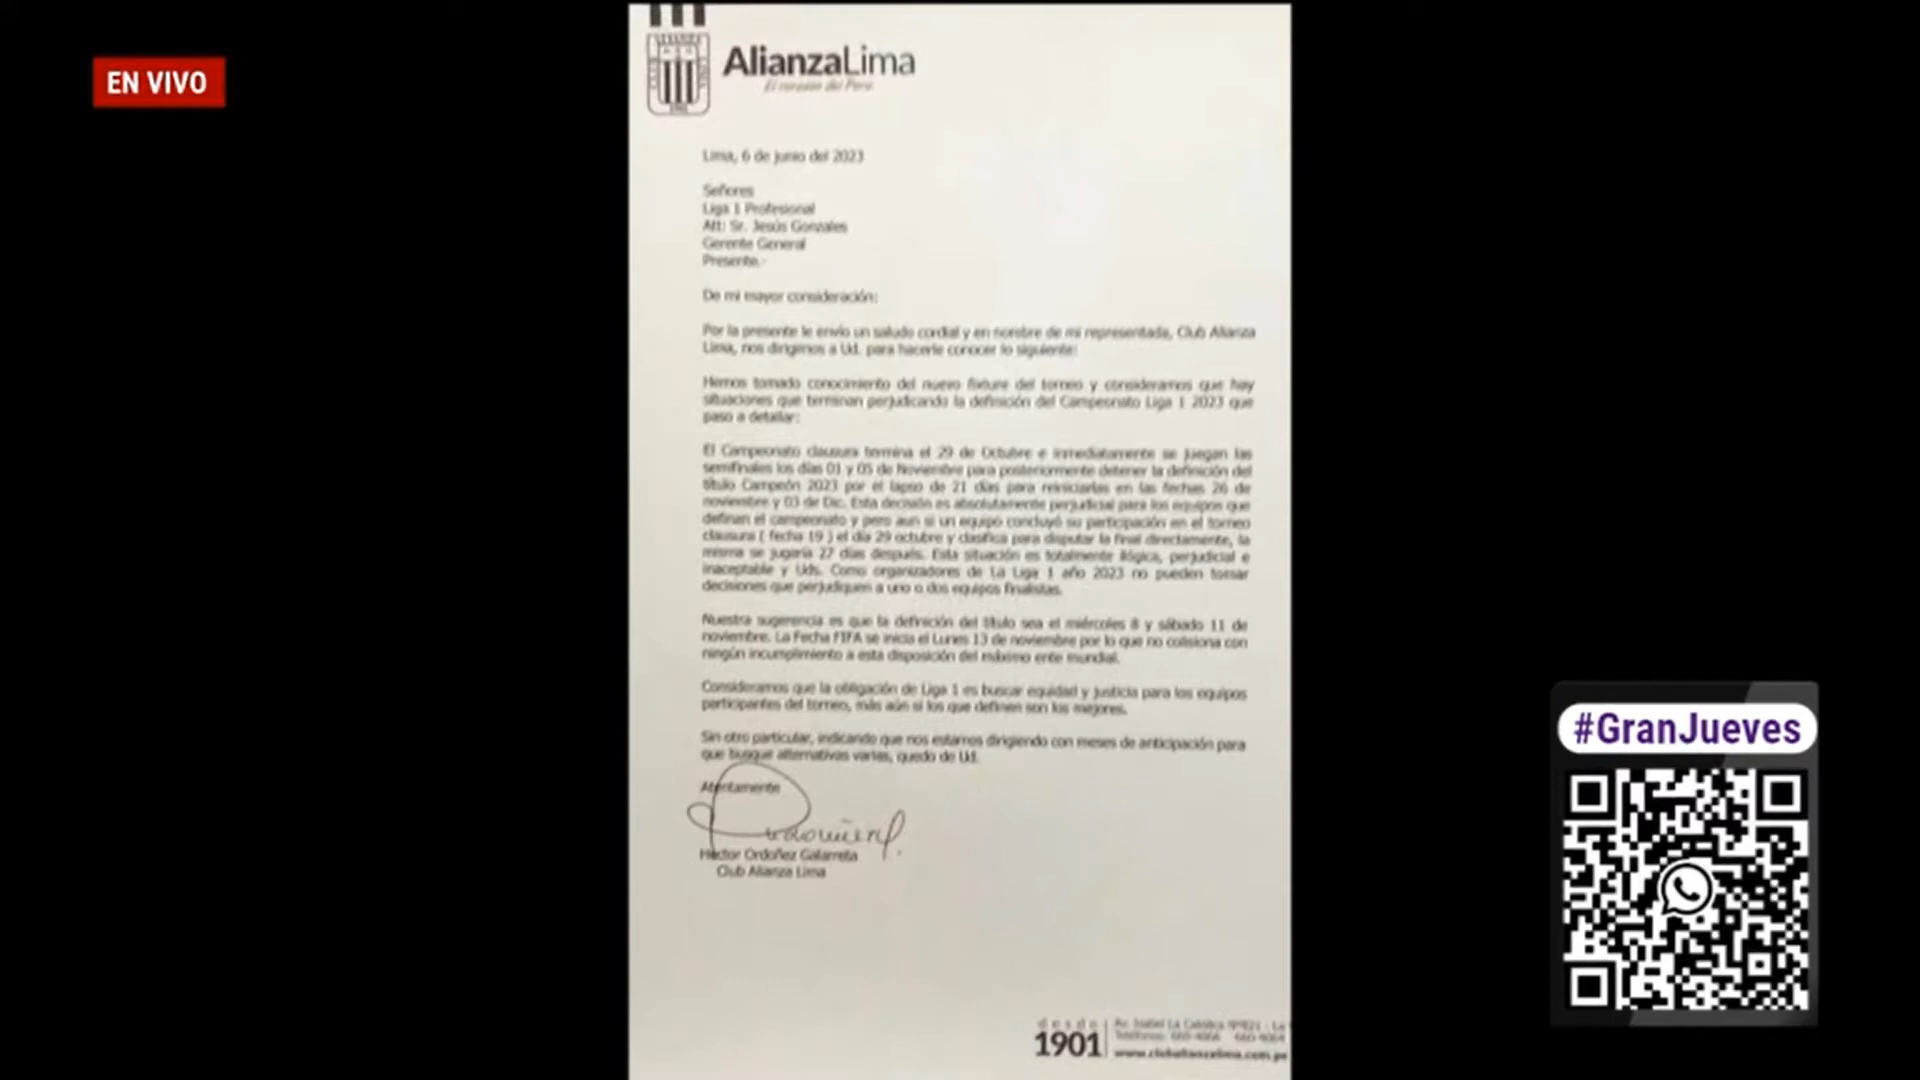 EN VIVO
AlianzaLima
El corazón del Perú
Lima, 6 de junio del 2023
Señores
Liga 1 Profesional
Att: Sr. Jesús Gonzales
Gerente General
Presente.-
De mi mayor consideración:
Por la presente le envío un saludo cordial y en nombre de mi representada, Club Alianza
Lima, nos dirigimos a Ud. para hacerle conocer lo siguiente:
Hemos tomado conocimiento del nuevo fixture del torneo y consideramos que hay
situaciones que terminan perjudicando la definición del Campeonato Liga 1 2023 que
paso a detallar:
El Campeonato clausura termina el 29 de Octubre e inmediatamente se juegan las
semifinales los días 01 y 05 de Noviembre para posteriormente detener la definición del
título Campeón 2023 por el lapso de 21 días para reiniciarlas en las fechas 26 de
noviembre y 03 de Dic. Esta decisión es absolutamente perjudicial para los equipos que
definan el campeonato y pero aun si un equipo concluyó su participación en el torneo
clausura ( fecha 19 ) el día 29 octubre y clasifica para disputar la final directamente, la
misma se jugaría 27 días después. Esta situación es totalmente ilógica, perjudicial e
inaceptable y Uds. Como organizadores de La Liga 1 año 2023 no pueden tomar
decisiones que perjudiquen a uno o dos equipos finalistas.
Nuestra sugerencia es que la definición del título sea el miércoles 8 y sábado 11 de
noviembre. La Fecha FIFA se inicia el Lunes 13 de noviembre por lo que no colisiona con
ningún incumplimiento a esta disposición del máximo ente mundial.
Consideramos que la obligación de Liga 1 es buscar equidad y justicia para los equipos
participantes del torneo, más aún si los que definen son los mejores.
Sin otro particular, indicando que nos estamos dirigiendo con meses de anticipación para
que busque alternativas varias, quedo de Ud.
Atentamente
Héctor Ordoñez Galarreta
Club Alianza Lima
desde
1901
Av. Isabel La Católica Nº821 - La
Teléfonos:
www.clubalianzalima.com.pe
#GranJueves